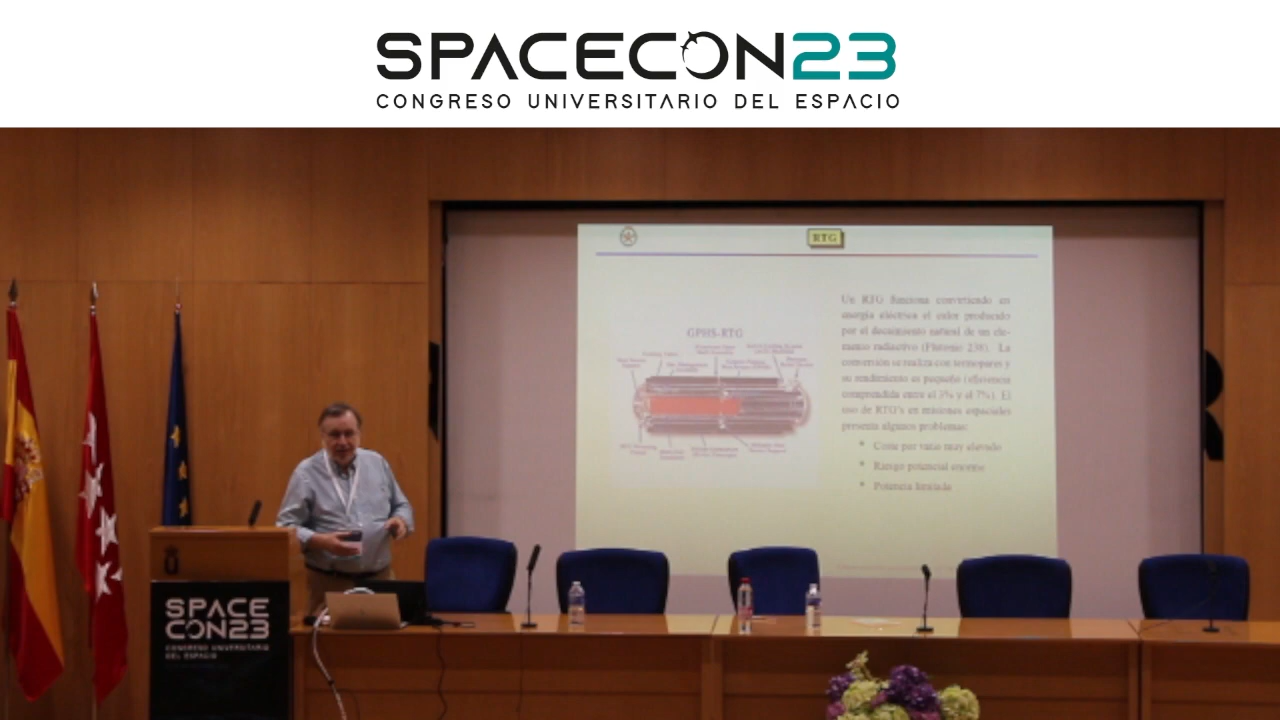 SPACECON23
CONGRESO UNIVERSITARIO DEL ESPACIO
RTG
GPHS-RTG
Un RTG funciona convirtiendo en
energía eléctrica el calor producido
por el decaimiento natural de un ele-
mento radiactivo (Plutonio 238). La
conversión se realiza con termopares y
su rendimiento es pequeño (eficiencia
comprendida entre el 3% y el 7%). El
uso de RTG's en misiones espaciales
presenta algunos problemas:
• Coste por vatio muy elevado
• Riesgo potencial enorme
• Potencia limitada
SPACE
CON23
CONGRESO UNIVERSITARIO
DEL ESPACIO
R